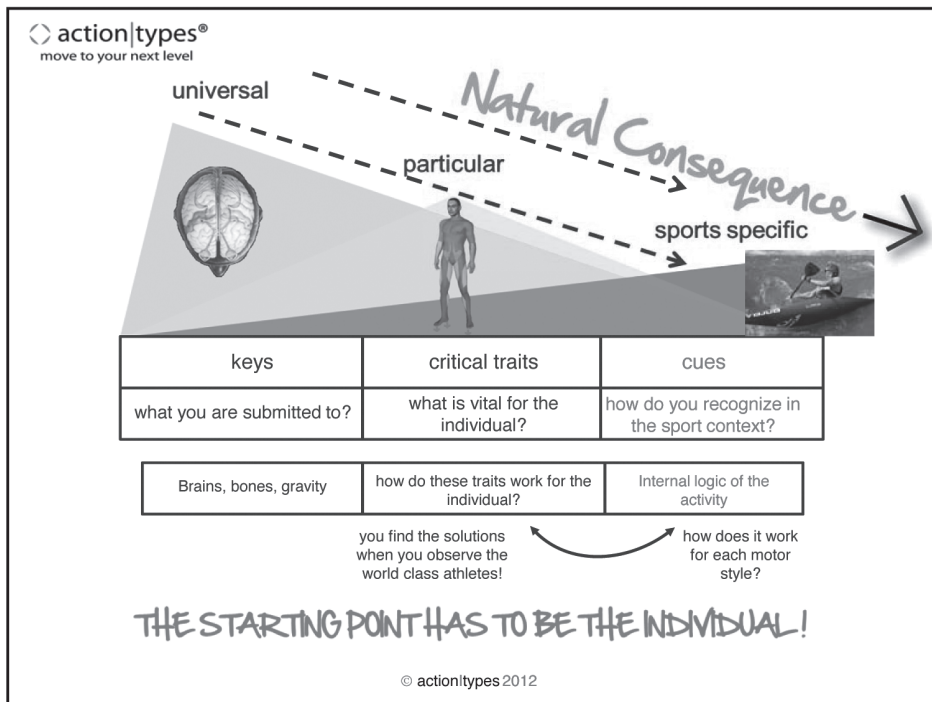 action|types®
move to your next level
universal
Natural Consequence
particular
sports specific
keys
critical traits
cues
what you are submitted to?
what is vital for the
individual?
how do you recognize in
the sport context?
Brains, bones, gravity
how do these traits work for the
individual?
Internal logic of the
activity
you find the solutions
when you observe the
world class athletes!
how does it work
for each motor
style?
THE STARTING POINT HAS TO BE THE INDIVIDUAL!
© action|types 2012